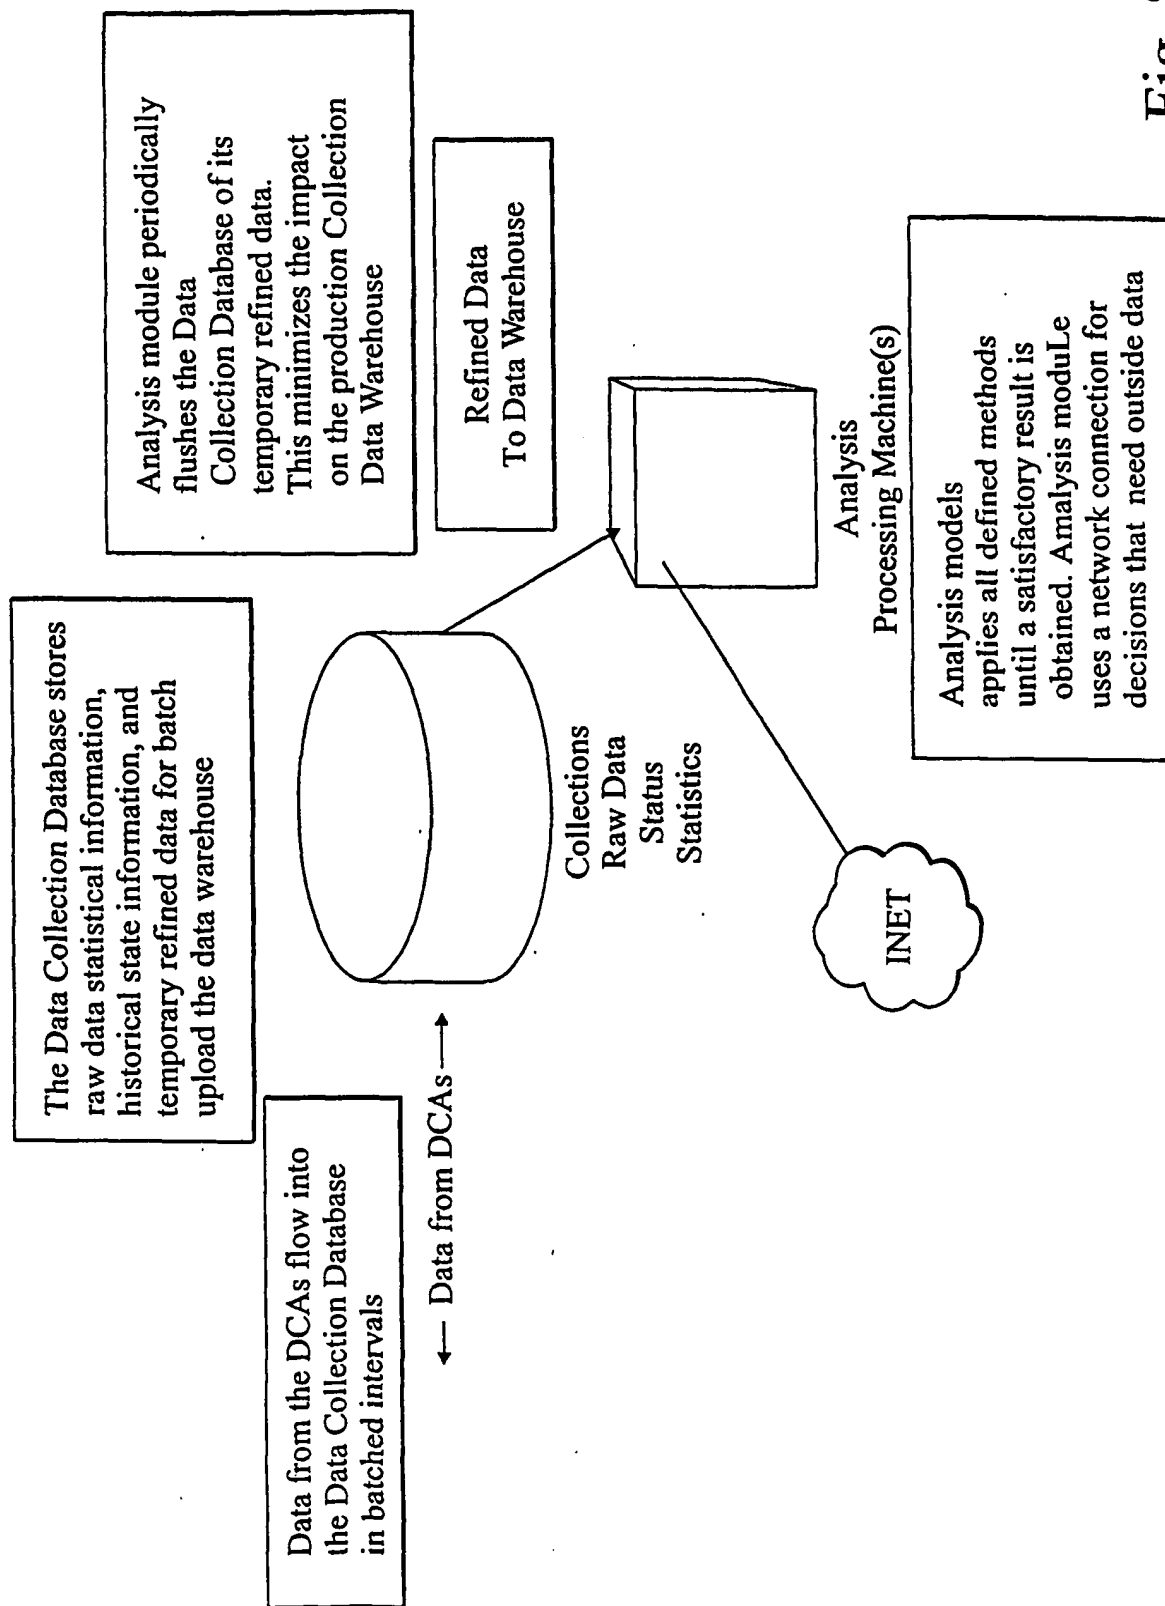 The Data Collection Database stores
raw data statistical information,
historical state information, and
temporary refined data for batch
upload the data warehouse
Analysis module periodically
flushes the Data
Collection Database of its
temporary refined data.
This minimizes the impact
on the production Collection
Data Warehouse
Data from the DCAs flow into
the Data Collection Database
in batched intervals
Data from DCAs
Refined Data
To Data Warehouse
Collections
Raw Data
Status
Statistics
Analysis
Processing Machine(s)
INET
Analysis models
applies all defined methods
until a satisfactory result is
obtained. Amalysis moduLe
uses a network connection for
decisions that need outside data
Fig.